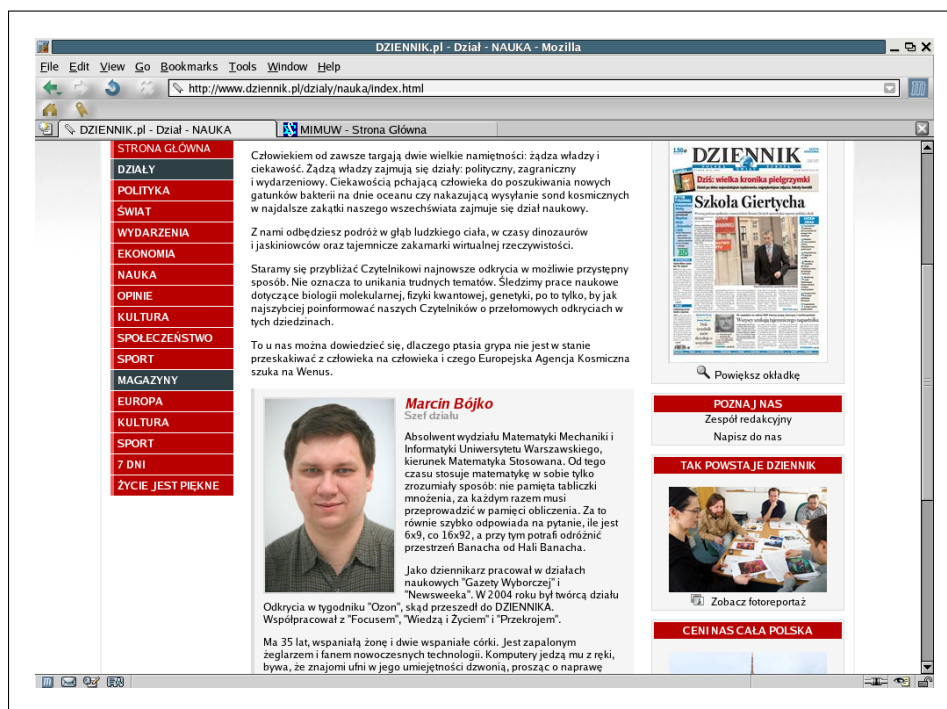 DZIENNIK.pl - Dział - NAUKA - Mozilla
File Edit View Go Bookmarks Tools Window Help
http://www.dziennik.pl/dzialy/nauka/index.html
DZIENNIK.pl - Dział - NAUKA
MIMUW - Strona Główna
STRONA GŁÓWNA
DZIAŁY
POLITYKA
ŚWIAT
WYDARZENIA
EKONOMIA
NAUKA
OPINIE
KULTURA
SPOŁECZEŃSTWO
SPORT
MAGAZYNY
EUROPA
KULTURA
SPORT
7 DNI
ŻYCIE JEST PIĘKNE
Człowiekiem od zawsze targają dwie wielkie namiętności: żądza władzy i
ciekawość. Żądzą władzy zajmują się działy: polityczny, zagraniczny
i wydarzeniowy. Ciekawością pchającą człowieka do poszukiwania nowych
gatunków bakterii na dnie oceanu czy nakazującą wysyłanie sond kosmicznych
w najdalsze zakątki naszego wszechświata zajmuje się dział naukowy.
Z nami odbędziesz podróż w głąb ludzkiego ciała, w czasy dinozaurów
i jaskiniowców oraz tajemnicze zakamarki wirtualnej rzeczywistości.
Staramy się przybliżać Czytelnikowi najnowsze odkrycia w możliwie przystępny
sposób. Nie oznacza to unikania trudnych tematów. Śledzimy prace naukowe
dotyczące biologii molekularnej, fizyki kwantowej, genetyki, po to tylko, by jak
najszybciej poinformować naszych Czytelników o przełomowych odkryciach w
tych dziedzinach.
To u nas można dowiedzieć się, dlaczego ptasia grypa nie jest w stanie
przeskakiwać z człowieka na człowieka i czego Europejska Agencja Kosmiczna
szuka na Wenus.
Marcin Bójko
Szef działu
Absolwent wydziału Matematyki Mechaniki i
Informatyki Uniwersytetu Warszawskiego,
kierunek Matematyka Stosowana. Od tego
czasu stosuje matematykę w sobie tylko
zrozumiały sposób: nie pamięta tabliczki
mnożenia, za każdym razem musi
przeprowadzić w pamięci obliczenia. Za to
równie szybko odpowiada na pytanie, ile jest
6x9, co 16x92, a przy tym potrafi odróżnić
przestrzeń Banacha od Hali Banacha.
Jako dziennikarz pracował w działach
naukowych "Gazety Wyborczej" i
"Newsweeka". W 2004 roku był twórcą działu
Odkrycia w tygodniku "Ozon", skąd przeszedł do DZIENNIKA.
Współpracował z "Focusem", "Wiedzą i Życiem" i "Przekrojem".
Ma 35 lat, wspaniałą żonę i dwie wspaniałe córki. Jest zapalonym
żeglarzem i fanem nowoczesnych technologii. Komputery jedzą mu z ręki,
bywa, że znajomi ufni w jego umiejętności dzwonią, prosząc o naprawę
1,50 zł
DZIENNIK
Dziś: wielka kronika pielgrzymki
Szkoła Giertycha
Powiększ okładkę
POZNAJ NAS
Zespół redakcyjny
Napisz do nas
TAK POWSTAJE DZIENNIK
Zobacz fotoreportaż
CENI NAS CAŁA POLSKA